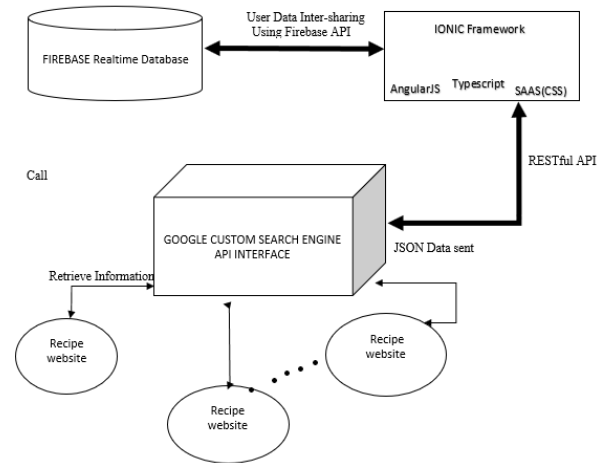 User Data Inter-sharing
Using Firebase API
FIREBASE Realtime Database
IONIC Framework
AngularJS
Typescript
SAAS(CSS)
RESTful API
Call
GOOGLE CUSTOM SEARCH ENGINE
API INTERFACE
JSON Data sent
Retrieve Information
Recipe
website
Recipe
website
Recipe
website